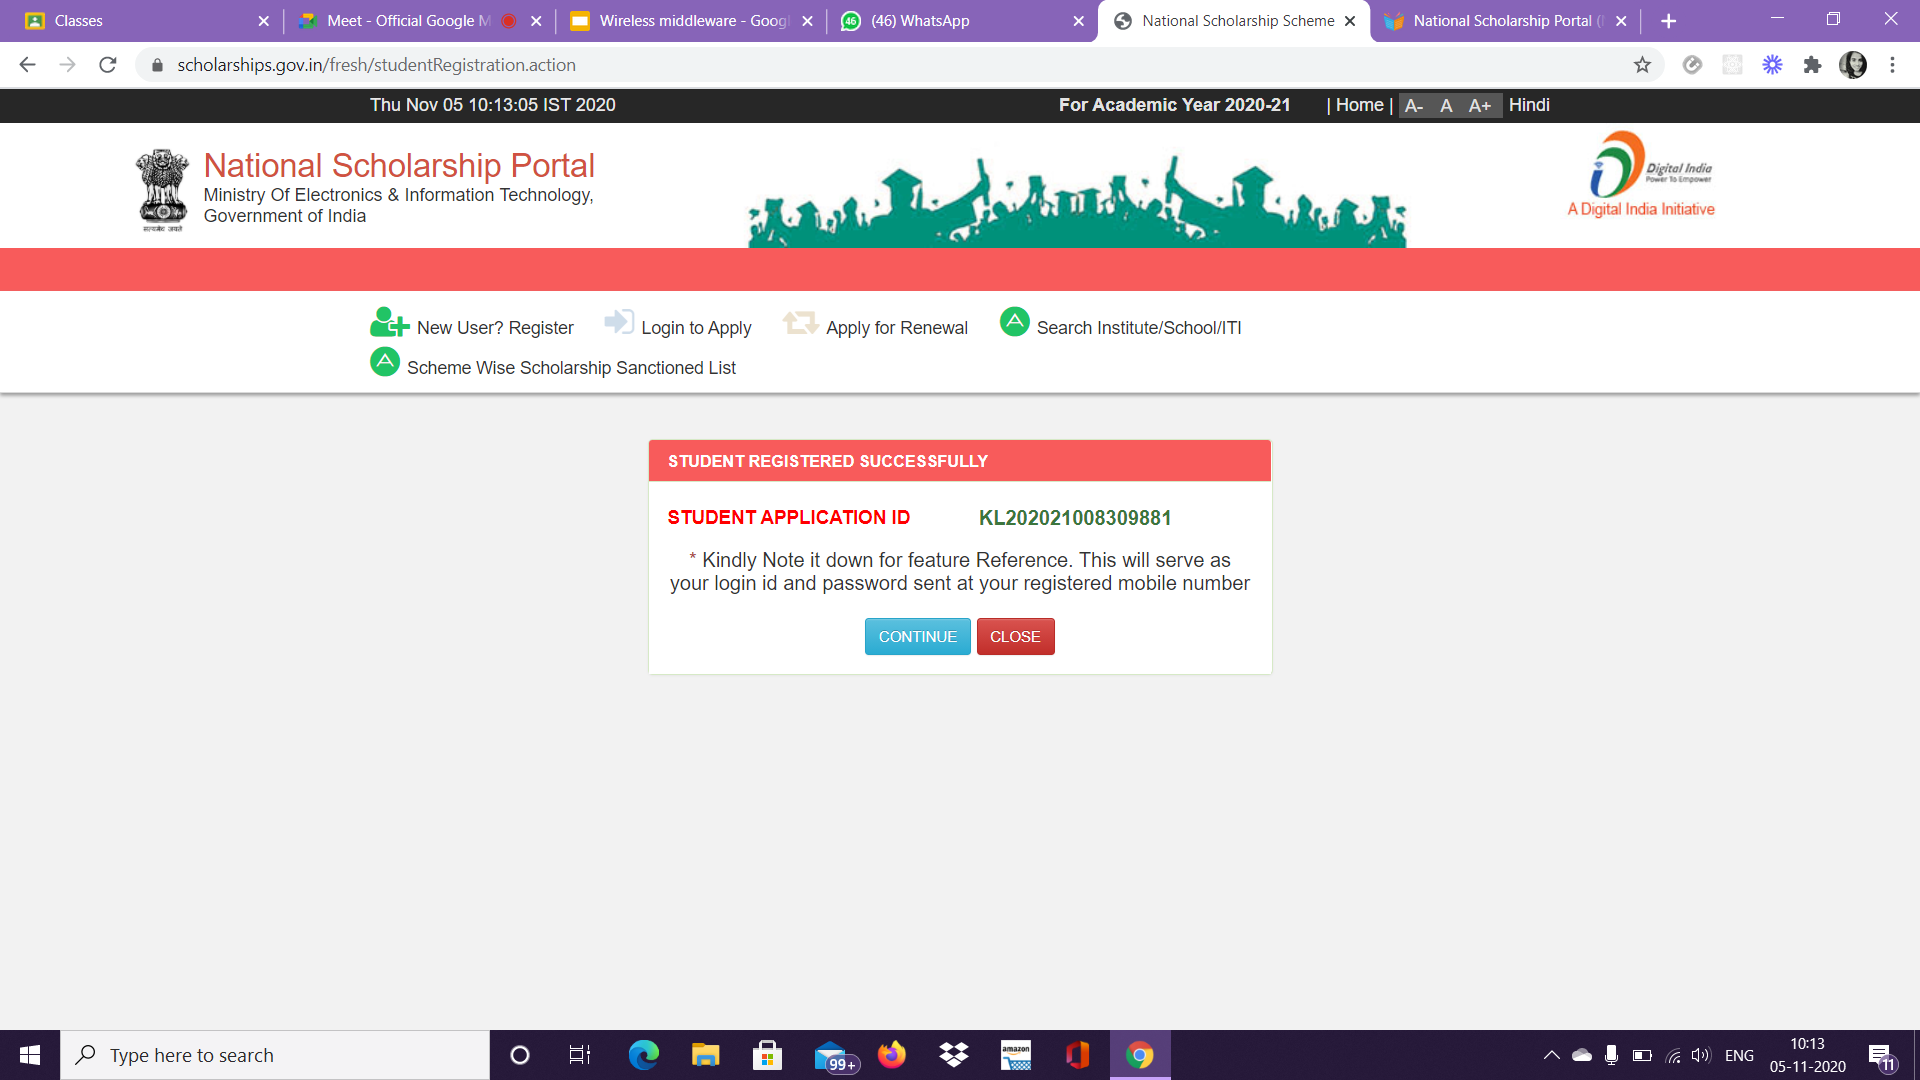 Classes
Meet - Official Google M
Wireless middleware - Goog
(46) WhatsApp
National Scholarship Scheme
National Scholarship Portal (
scholarships.gov.in/fresh/studentRegistration.action
Thu Nov 05 10:13:05 IST 2020
For Academic Year 2020-21
| Home | A- A A+ Hindi
National Scholarship Portal
Ministry Of Electronics & Information Technology,
Government of India
सत्यमेव जयते
Digital India
Power To Empower
A Digital India Initiative
New User? Register
Login to Apply
Apply for Renewal
Search Institute/School/ITI
Scheme Wise Scholarship Sanctioned List
STUDENT REGISTERED SUCCESSFULLY
STUDENT APPLICATION ID KL202021008309881
* Kindly Note it down for feature Reference. This will serve as
your login id and password sent at your registered mobile number
CONTINUE CLOSE
Type here to search
99+
amazon
ENG
10:13
05-11-2020
11